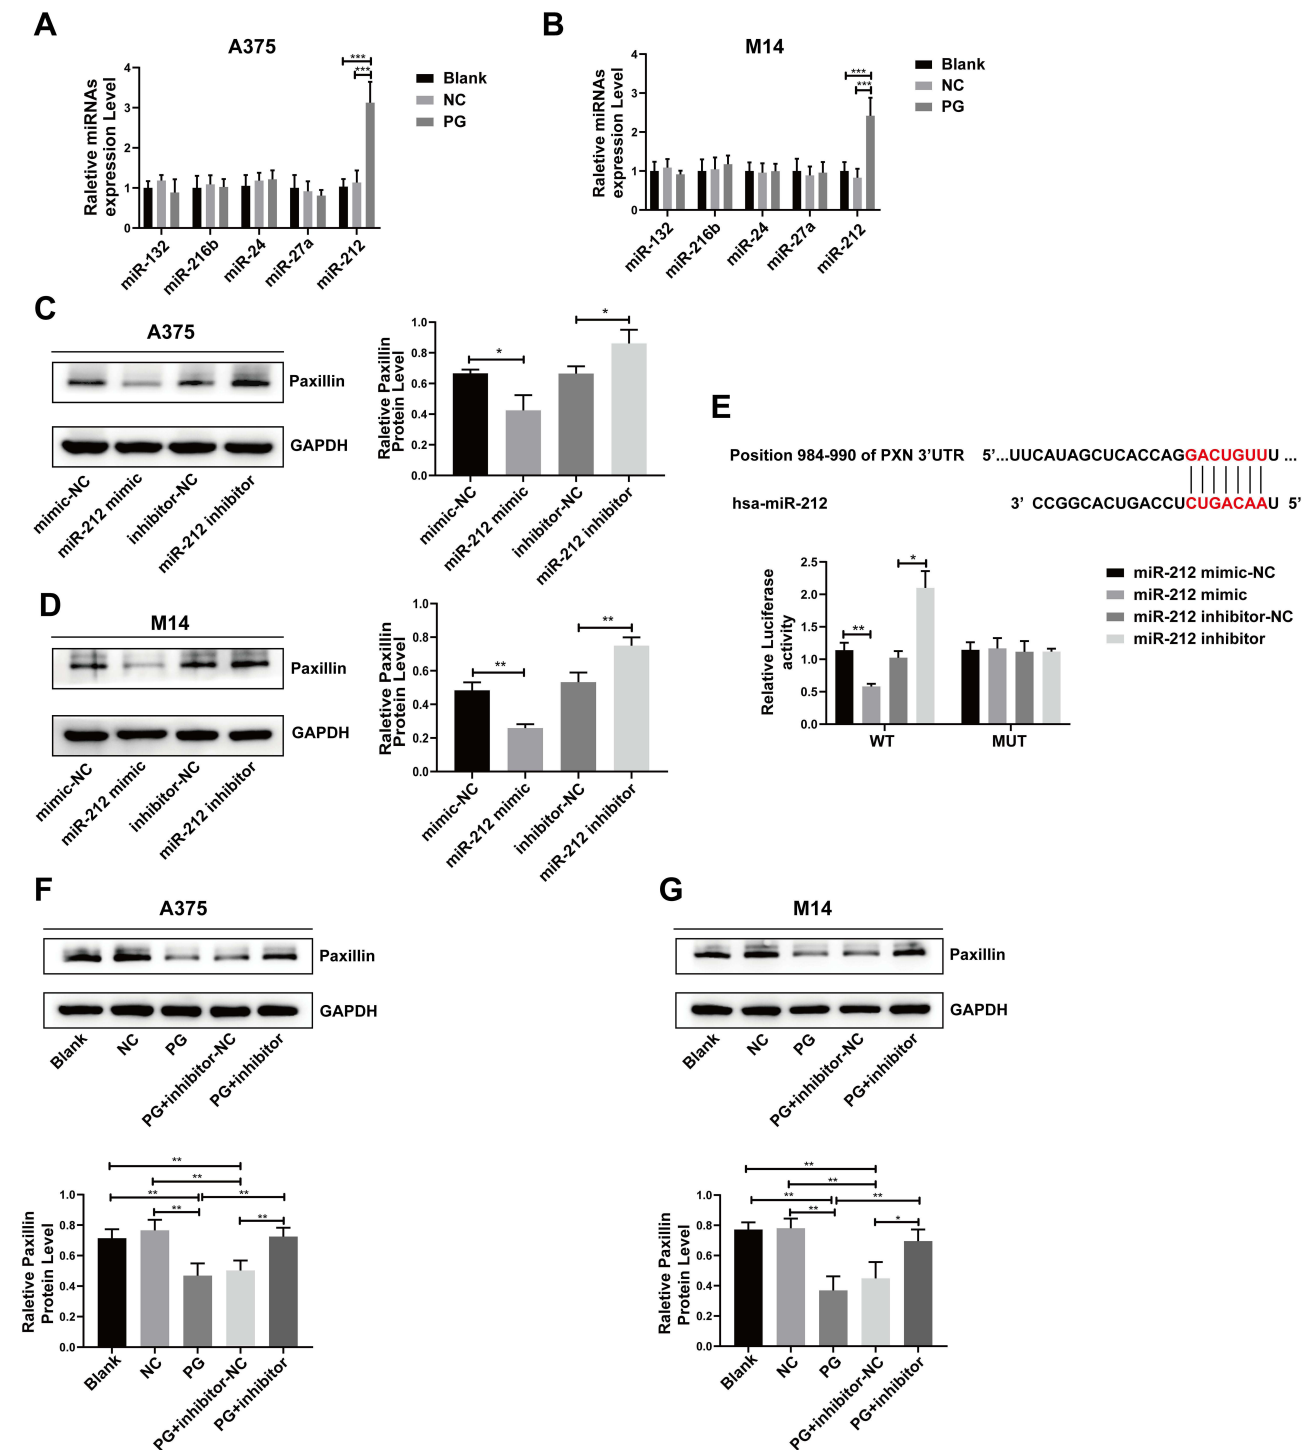 A
A375
Raletive miRNAs
expression Level
4
3
2
1
0
***
***
miR-132
miR-216b
miR-24
miR-27a
miR-212
Blank
NC
PG
B
M14
Raletive miRNAs
expression Level
4
3
2
1
0
***
***
miR-132
miR-216b
miR-24
miR-27a
miR-212
Blank
NC
PG
C
A375
Paxillin
GAPDH
mimic-NC
miR-212 mimic
inhibitor-NC
miR-212 inhibitor
Raletive Paxillin
Protein Level
1.0
0.8
0.6
0.4
0.2
0.0
*
*
mimic-NC
miR-212 mimic
inhibitor-NC
miR-212 inhibitor
D
M14
Paxillin
GAPDH
mimic-NC
miR-212 mimic
inhibitor-NC
miR-212 inhibitor
Raletive Paxillin
Protein Level
1.0
0.8
0.6
0.4
0.2
0.0
**
**
mimic-NC
miR-212 mimic
inhibitor-NC
miR-212 inhibitor
E
Position 984-990 of PXN 3’UTR 5’...UUCAUAGCUCACCAGGACUGUUU ...
hsa-miR-212 3’ CCGGCACUGACCUCUGACAAU 5’
Relative Luciferase
activity
2.5
2.0
1.5
1.0
0.5
0.0
**
*
WT
MUT
miR-212 mimic-NC
miR-212 mimic
miR-212 inhibitor-NC
miR-212 inhibitor
F
A375
Paxillin
GAPDH
Blank
NC
PG
PG+inhibitor-NC
PG+inhibitor
Raletive Paxillin
Protein Level
1.0
0.8
0.6
0.4
0.2
0.0
**
**
**
**
**
**
Blank
NC
PG
PG+inhibitor-NC
PG+inhibitor
G
M14
Paxillin
GAPDH
Blank
NC
PG
PG+inhibitor-NC
PG+inhibitor
Raletive Paxillin
Protein Level
1.0
0.8
0.6
0.4
0.2
0.0
**
**
**
**
**
*
Blank
NC
PG
PG+inhibitor-NC
PG+inhibitor